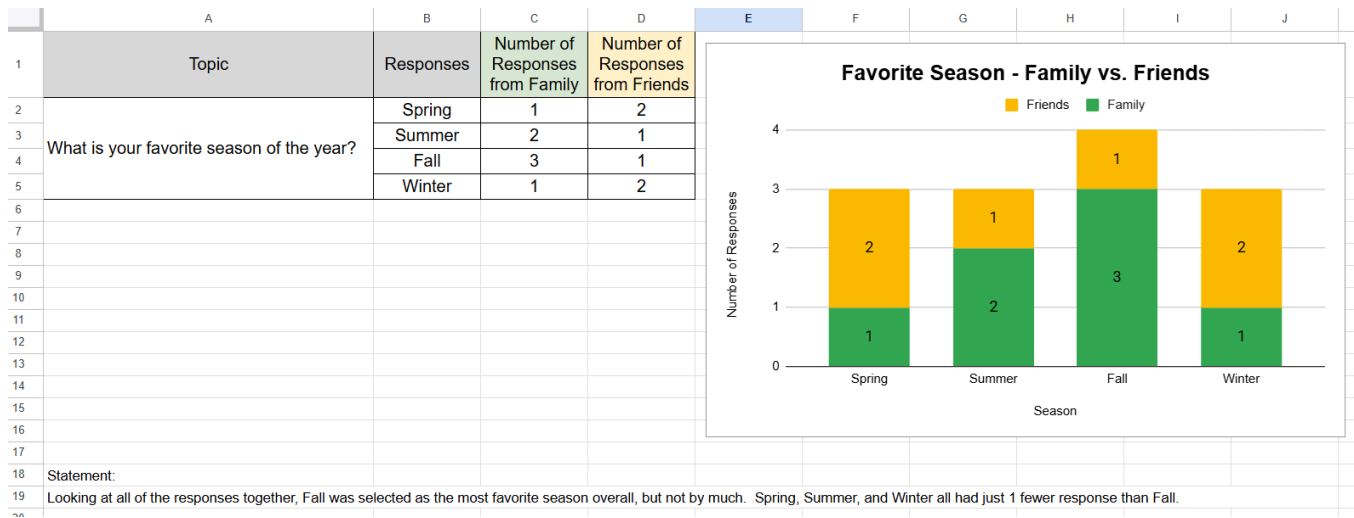 A B C D E F G H I J
1 Topic Responses Number of Responses from Family Number of Responses from Friends
2 What is your favorite season of the year? Spring 1 2
3 Summer 2 1
4 Fall 3 1
5 Winter 1 2
6
7
8
9
10
11
12
13
14
15
16
17
18 Statement:
19 Looking at all of the responses together, Fall was selected as the most favorite season overall, but not by much.  Spring, Summer, and Winter all had just 1 fewer response than Fall.
20
Favorite Season - Family vs. Friends
Friends Family
Number of Responses
4
3
2
1
0
2 1 1 2
1 2 3 1
Spring Summer Fall Winter
Season